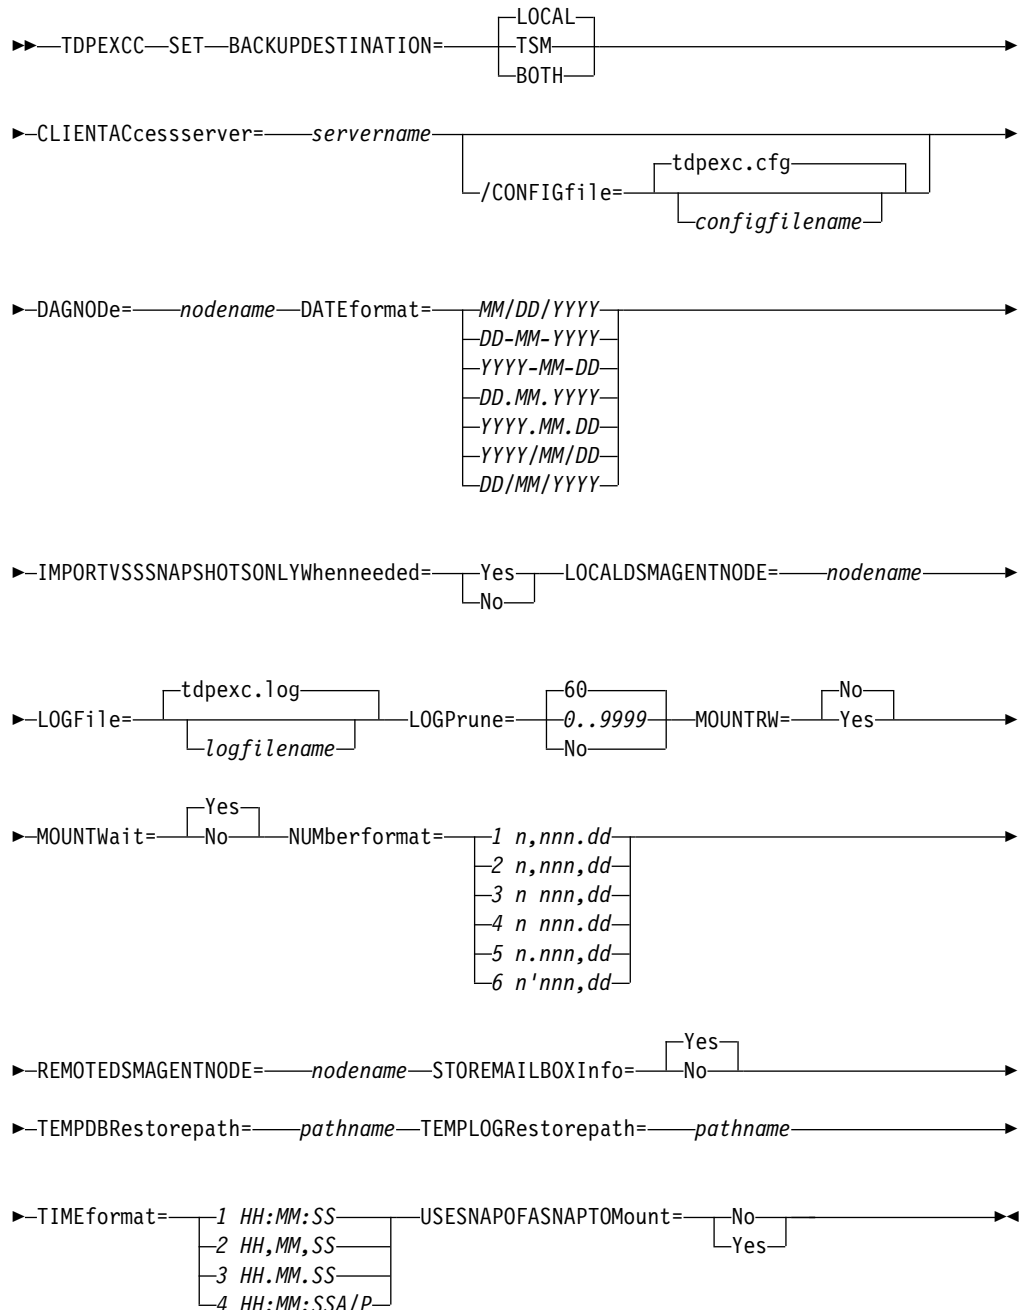 LOCAL
TDPEXCC SET BACKUPDESTINATION= TSM
BOTH
CLIENTACcessserver= servername
tdpexc.cfg
/CONFIGfile=
configfilename
DAGNODe= nodename DATEformat= MM/DD/YYYY
DD-MM-YYYY
YYYY-MM-DD
DD.MM.YYYY
YYYY.MM.DD
YYYY/MM/DD
DD/MM/YYYY
IMPORTVSSSNAPSHOTSONLYWhenneeded= Yes LOCALDSMAGENTNODE= nodename
No
tdpexc.log 60 No
LOGFile= LOGPrune= 0..9999 MOUNTRW= Yes
logfilename No
Yes
MOUNTWait= No NUMberformat= 1 n,nnn.dd
2 n,nnn,dd
3 n nnn,dd
4 n nnn.dd
5 n.nnn,dd
6 n'nnn,dd
Yes
REMOTEDSMAGENTNODE= nodename STOREMAILBOXInfo= No
TEMPDBRestorepath= pathname TEMPLOGRestorepath= pathname
TIMEformat= 1 HH:MM:SS USESNAPOFASNAPTOMount= No
2 HH,MM,SS Yes
3 HH.MM.SS
4 HH:MM:SSA/P